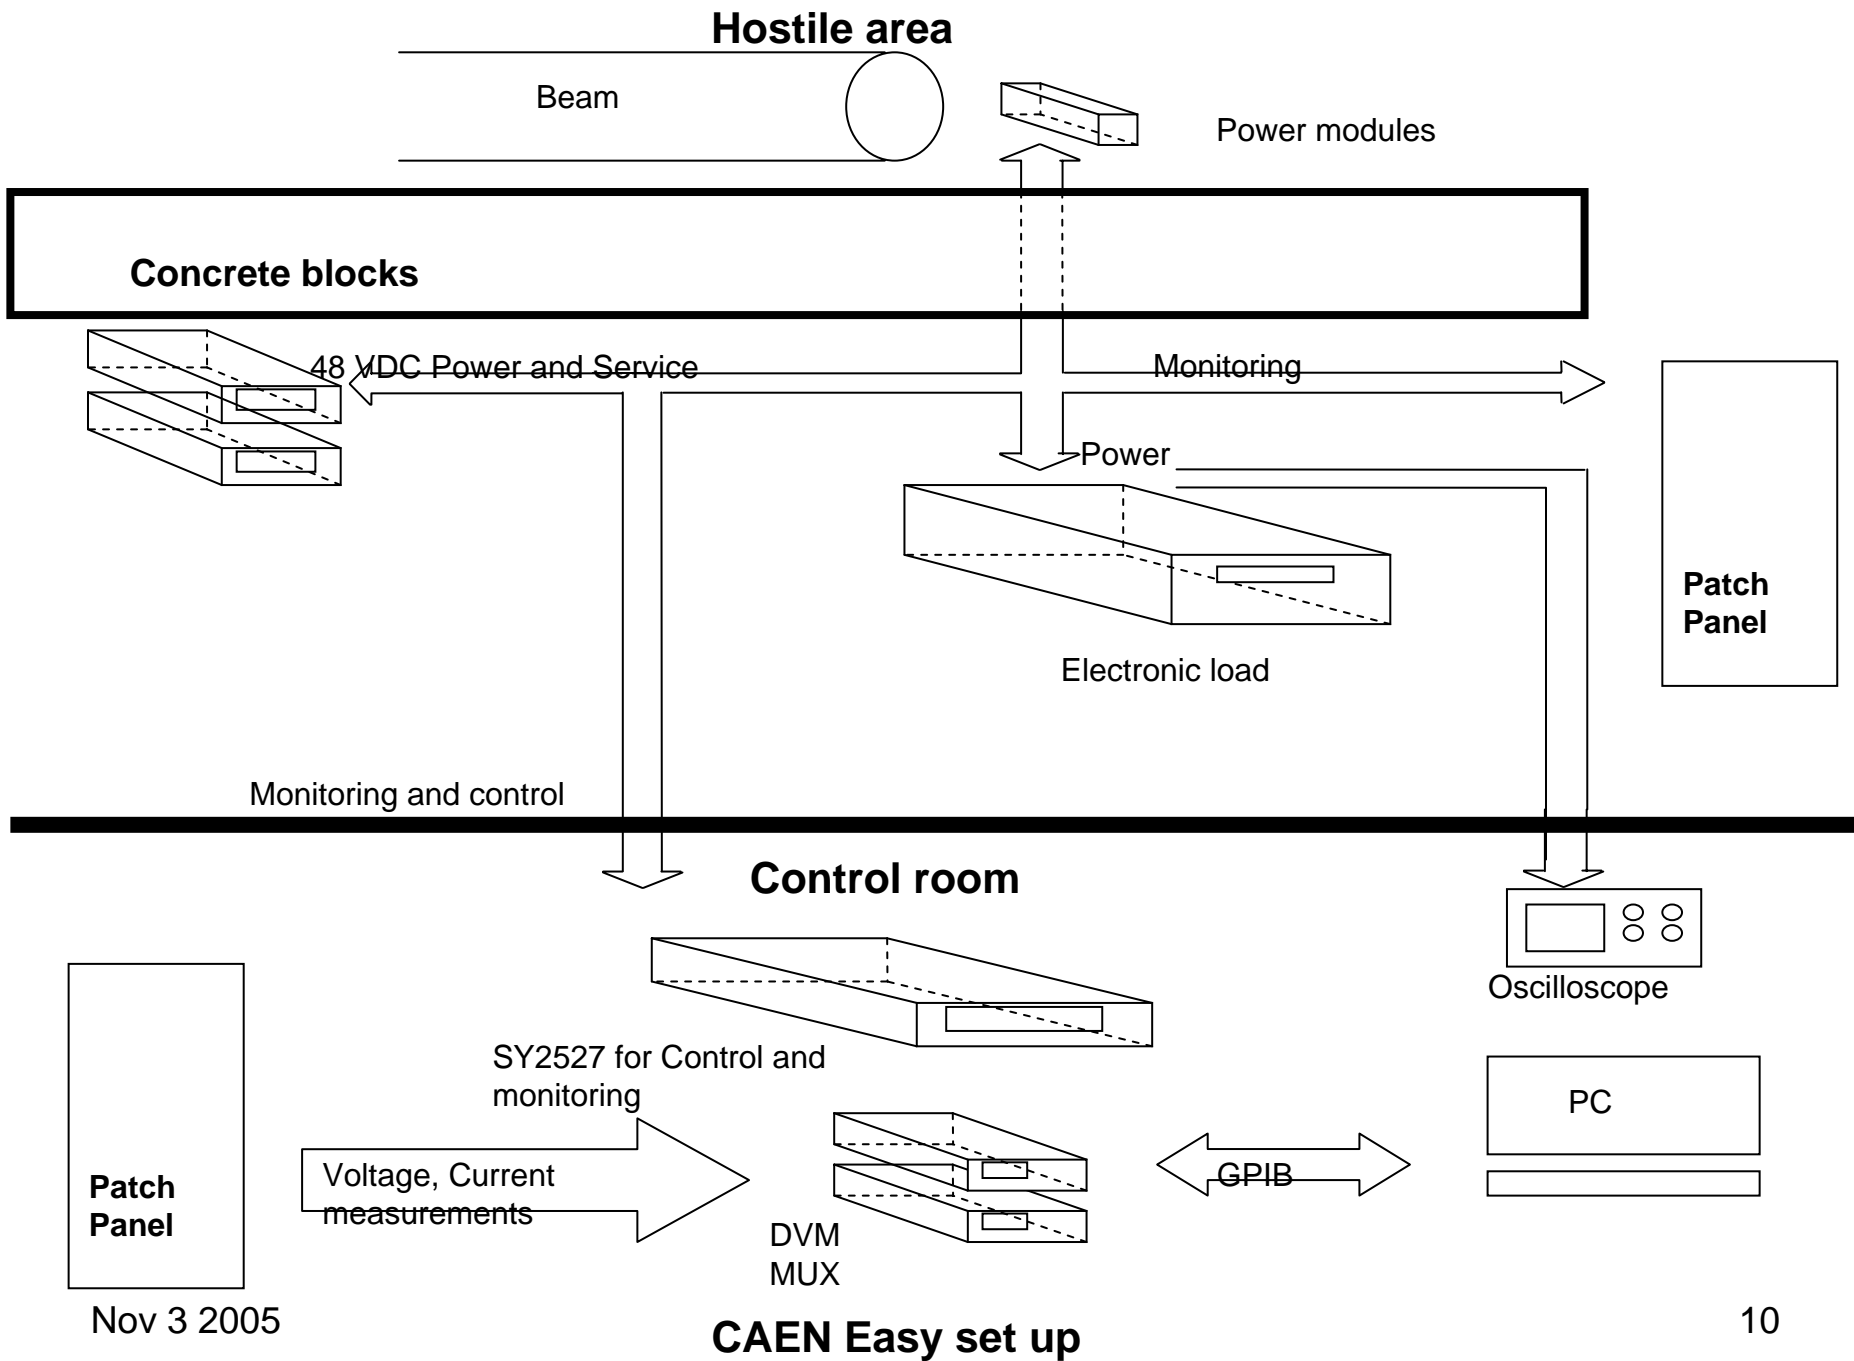 Hostile area
Beam
Power modules
Concrete blocks
48 VDC Power and Service
Monitoring
Power
Patch
Panel
Electronic load
Monitoring and control
Control room
Oscilloscope
SY2527 for Control and
monitoring
PC
Patch
Panel
Voltage, Current
measurements
GPIB
DVM
MUX
Nov 3 2005
CAEN Easy set up
10